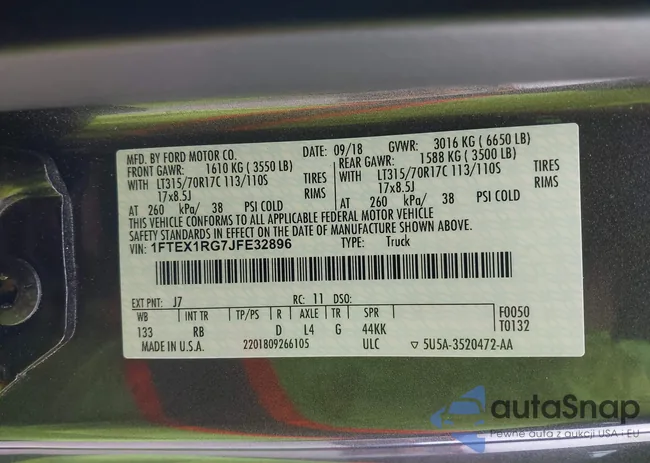 MFD. BY FORD MOTOR CO. DATE: 09/18 GVWR: 3016 KG ( 6650 LB)
FRONT GAWR: 1610 KG ( 3550 LB) REAR GAWR: 1588 KG ( 3500 LB)
WITH LT315/70R17C 113/110S TIRES WITH LT315/70R17C 113/110S TIRES
17x8.5J RIMS 17x8.5J RIMS
AT 260 kPa/ 38 PSI COLD AT 260 kPa/ 38 PSI COLD
THIS VEHICLE CONFORMS TO ALL APPLICABLE FEDERAL MOTOR VEHICLE
SAFETY STANDARDS IN EFFECT ON THE DATE OF MANUFACTURE SHOWN ABOVE.
VIN: 1FTEX1RG7JFE32896 TYPE: Truck
EXT PNT: J7 RC: 11 DSO:
WB INT TR TP/PS R AXLE TR SPR F0050
133 RB D L4 G 44KK T0132
MADE IN U.S.A. 2201809266105 ULC ▽ 5U5A-3520472-AA
autaSnap
Pewne auta z aukcji USA i EU